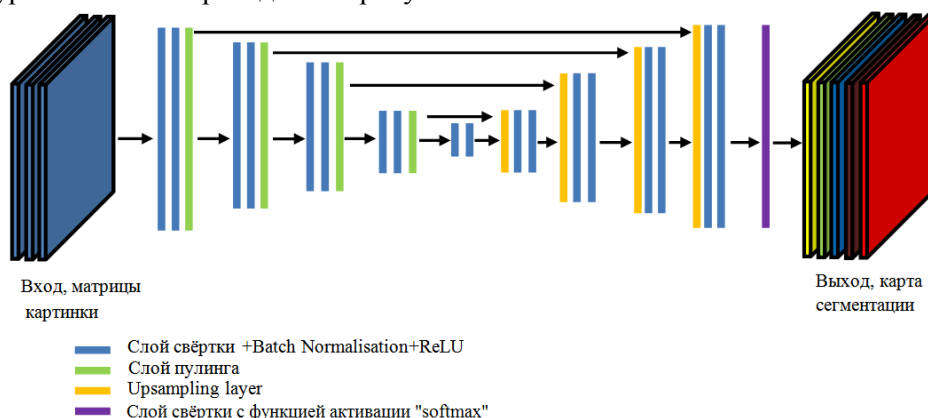 Вход, матрицы
картинки
Выход, карта
сегментации
Слой свёртки +Batch Normalisation+ReLU
Слой пулинга
Upsampling layer
Слой свёртки с функцией активации "softmax"